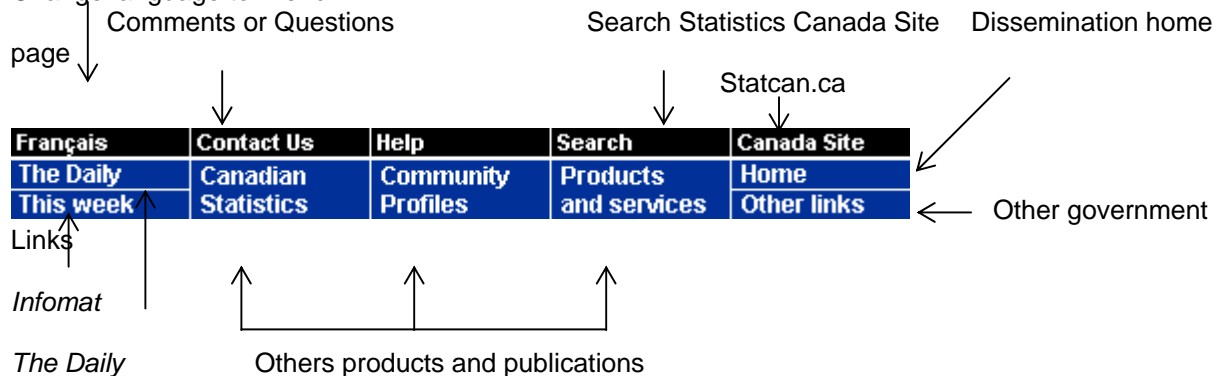 Comments or Questions Search Statistics Canada Site Dissemination home
page
Statcan.ca
Français Contact Us Help Search Canada Site
The Daily Canadian Community Products Home
This week Statistics Profiles and services Other links
Other government
Links
Infomat
The Daily Others products and publications